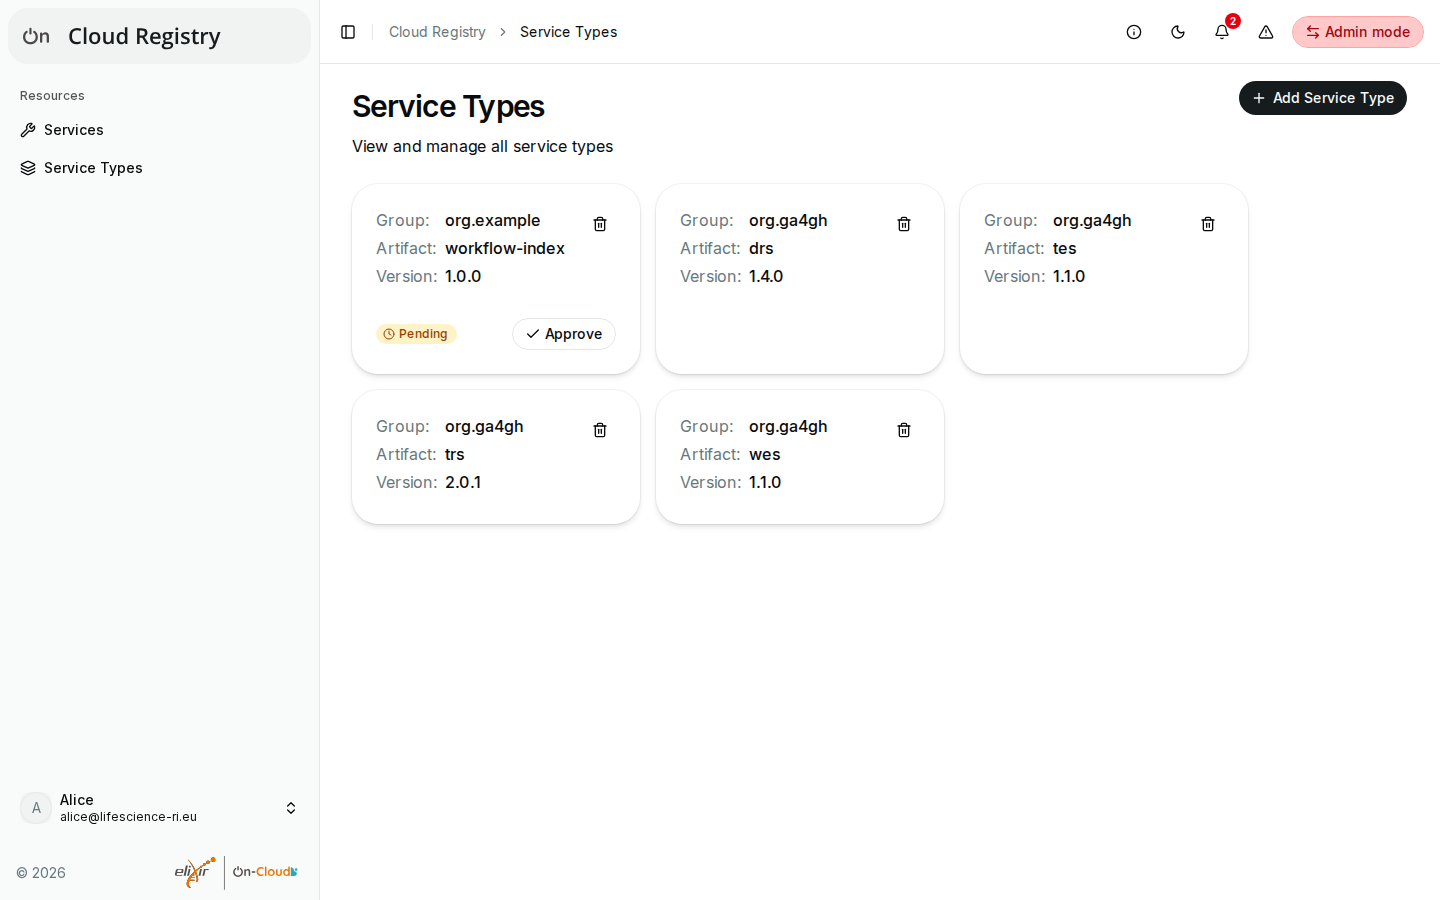 On Cloud Registry
Resources
Services
Service Types
Cloud Registry > Service Types
2
Admin mode
Service Types
Add Service Type
View and manage all service types
Group: org.example
Artifact: workflow-index
Version: 1.0.0
Pending
Approve
Group: org.ga4gh
Artifact: drs
Version: 1.4.0
Group: org.ga4gh
Artifact: tes
Version: 1.1.0
Group: org.ga4gh
Artifact: trs
Version: 2.0.1
Group: org.ga4gh
Artifact: wes
Version: 1.1.0
A
Alice
alice@lifescience-ri.eu
© 2026
elixir
On-Cloud